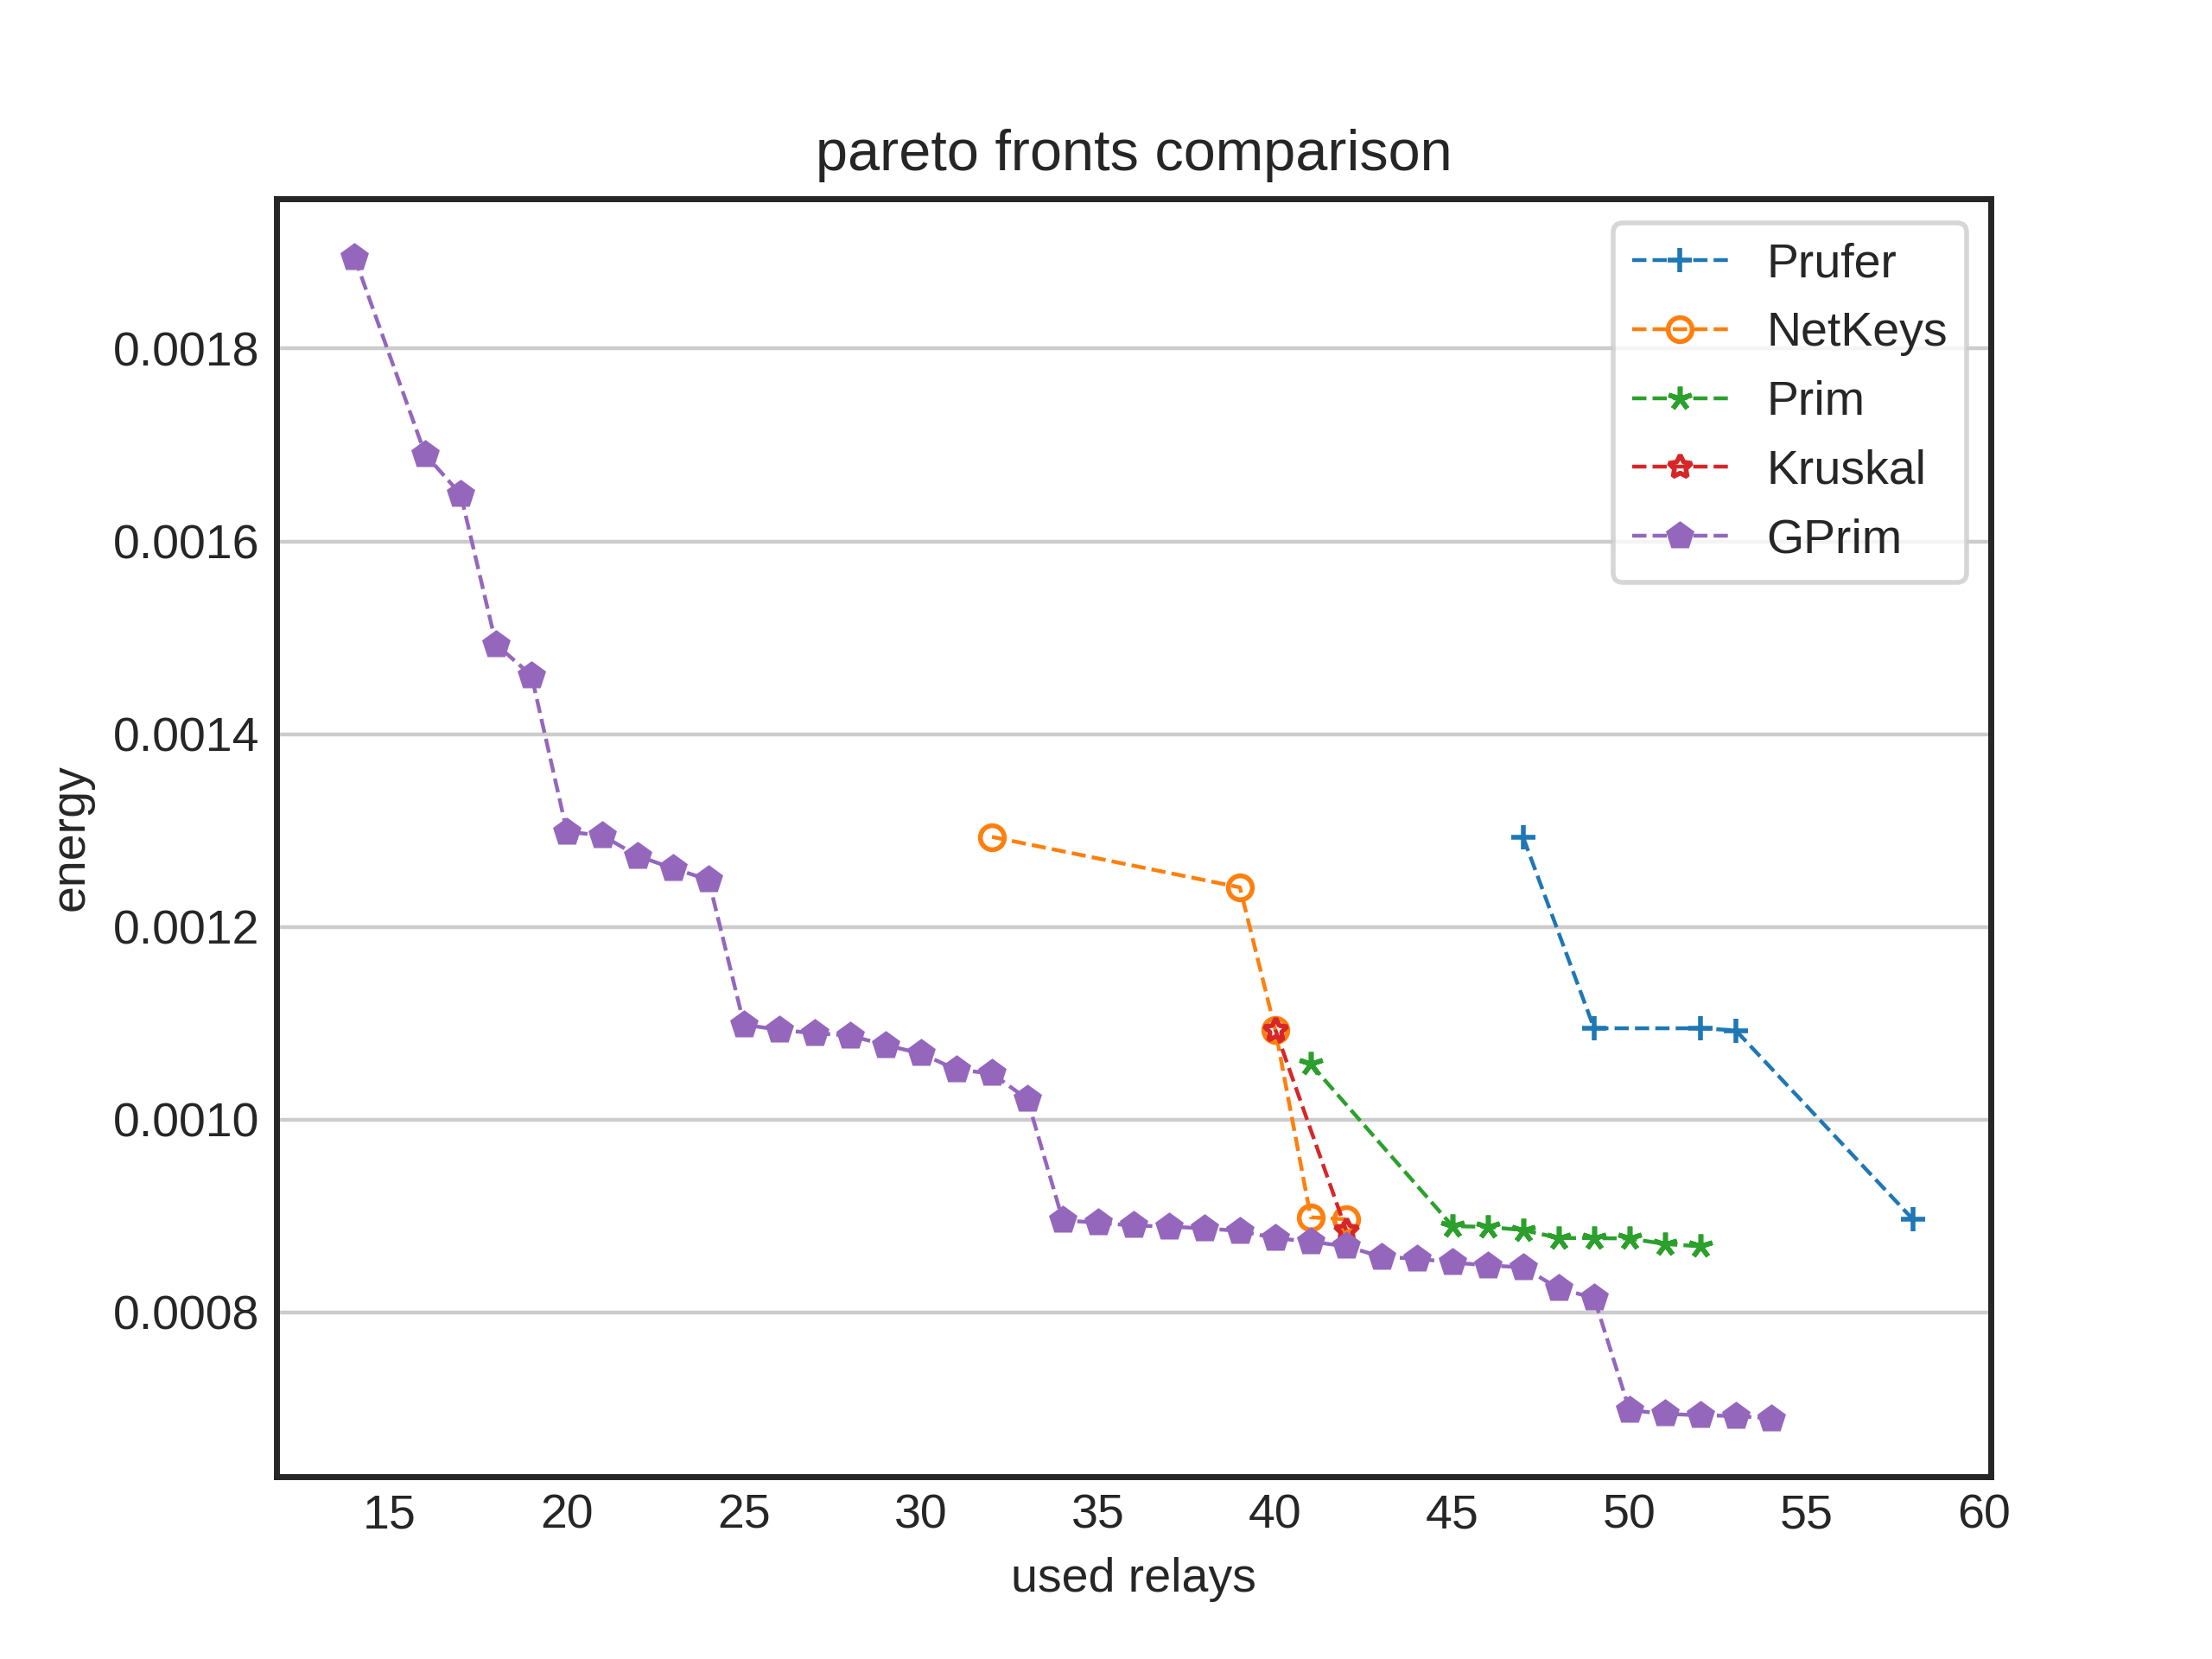 pareto fronts comparison
Prufer
NetKeys
Prim
Kruskal
GPrim
energy
0.0018
0.0016
0.0014
0.0012
0.0010
0.0008
15 20 25 30 35 40 45 50 55 60
used relays